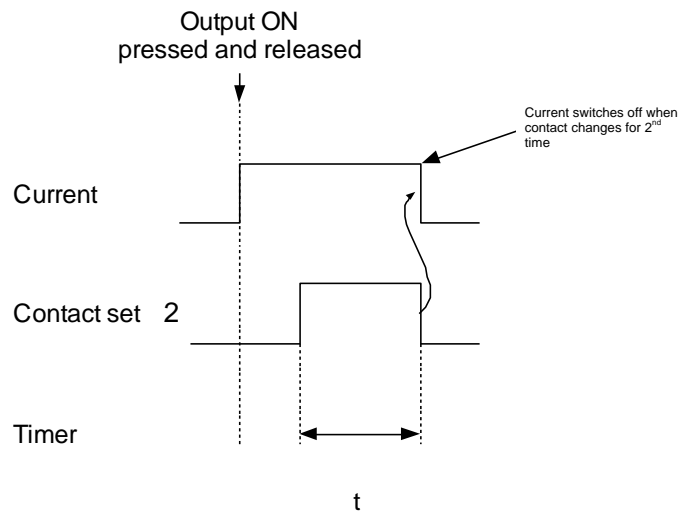 Output ON
pressed and released
Current switches off when
contact changes for 2nd
time
Current
Contact set 2
Timer
t